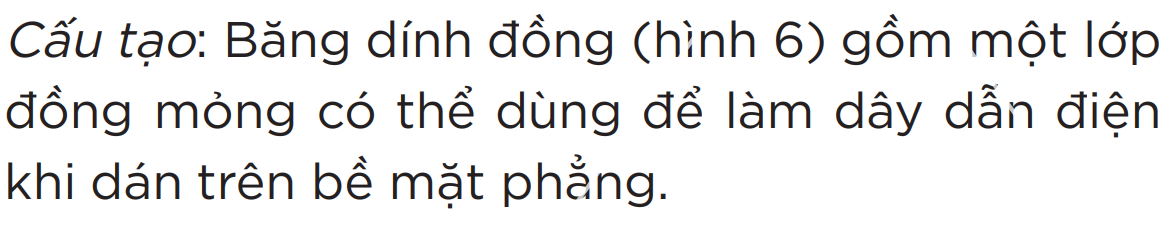 Cấu tạo: Băng dính đồng (hình 6) gồm một lớp
đồng mỏng có thể dùng để làm dây dẫn điện
khi dán trên bề mặt phẳng.